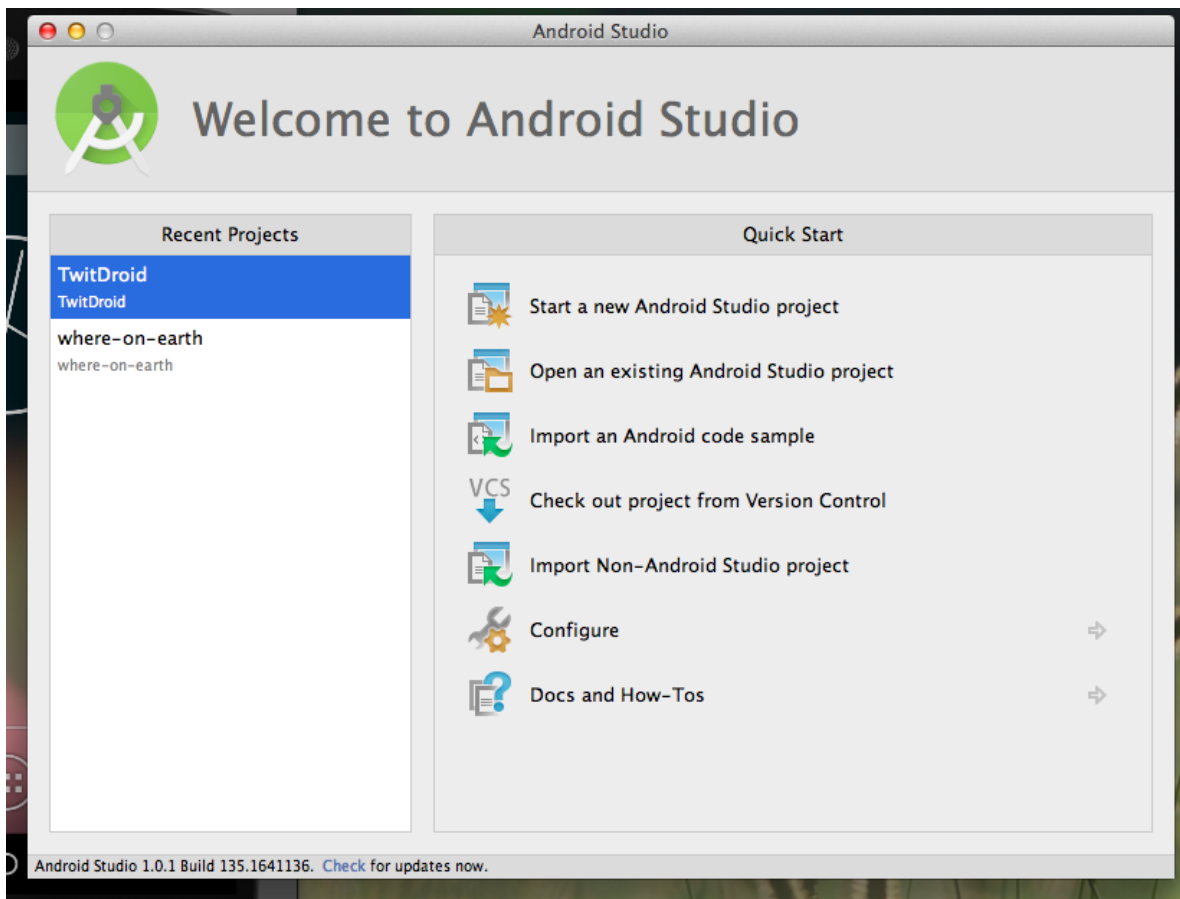 Android Studio
Welcome to Android Studio
Recent Projects
TwitDroid
TwitDroid
where-on-earth
where-on-earth
Quick Start
Start a new Android Studio project
Open an existing Android Studio project
Import an Android code sample
VCS
Check out project from Version Control
Import Non-Android Studio project
Configure
Docs and How-Tos
Android Studio 1.0.1 Build 135.1641136. Check for updates now.